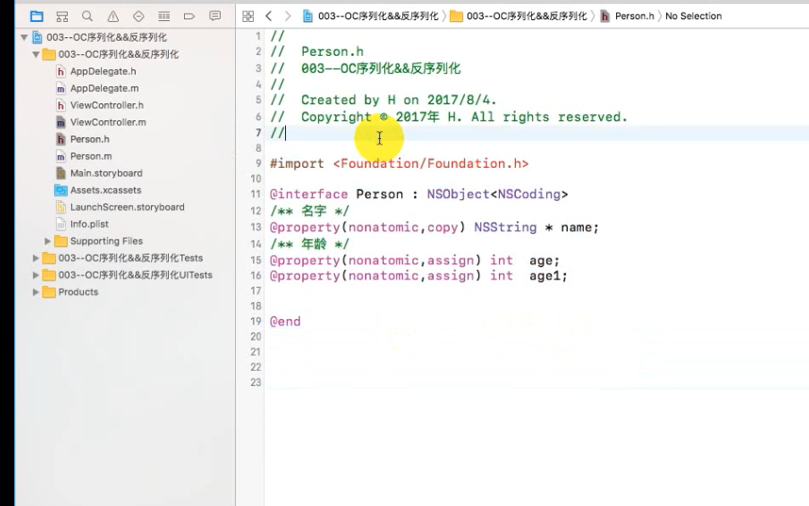 003--OC序列化&&反序列化 003--OC序列化&&反序列化 Person.h No Selection
003--OC序列化&&反序列化
003--OC序列化&&反序列化
AppDelegate.h
AppDelegate.m
ViewController.h
ViewController.m
Person.h
Person.m
Main.storyboard
Assets.xcassets
LaunchScreen.storyboard
Info.plist
Supporting Files
003--OC序列化&&反序列化Tests
003--OC序列化&&反序列化UITests
Products
1 //
2 // Person.h
3 // 003--OC序列化&&反序列化
4 //
5 // Created by H on 2017/8/4.
6 // Copyright © 2017年 H. All rights reserved.
7 //
8
9 #import <Foundation/Foundation.h>
10
11 @interface Person : NSObject<NSCoding>
12 /** 名字 */
13 @property(nonatomic,copy) NSString * name;
14 /** 年龄 */
15 @property(nonatomic,assign) int age;
16 @property(nonatomic,assign) int age1;
17
18
19 @end
20
21
22
23